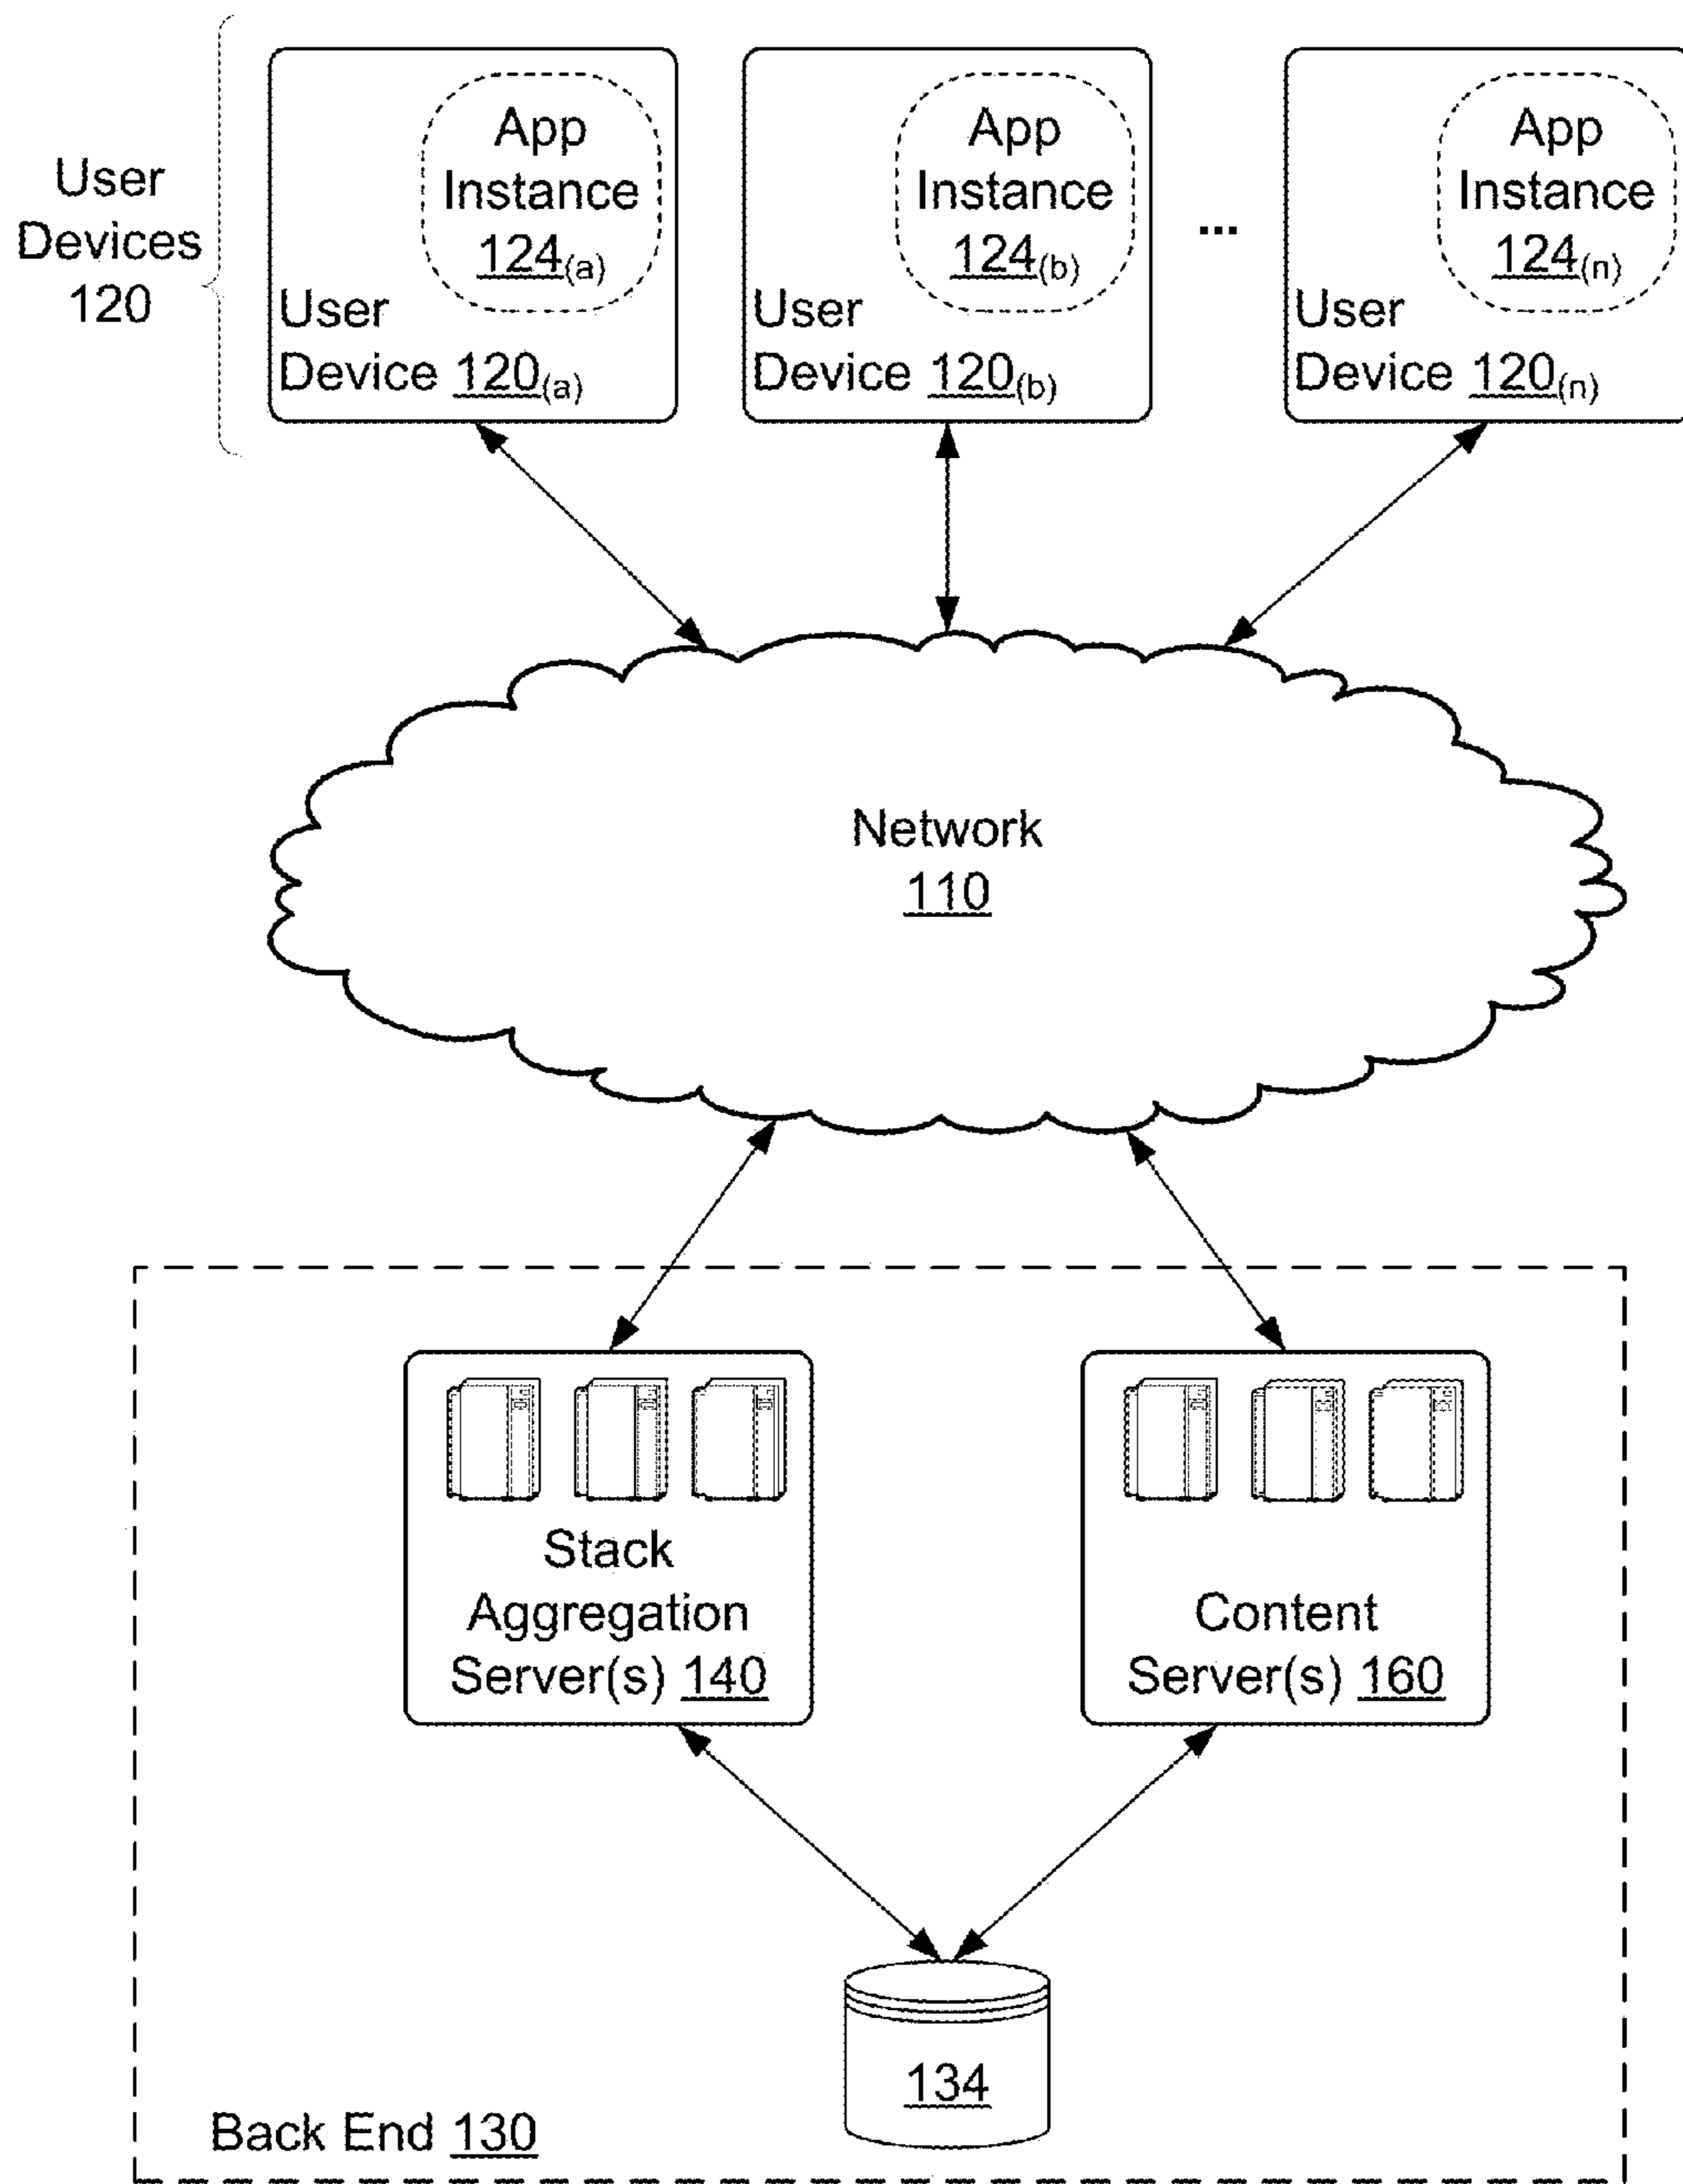 User
Devices
120
App
Instance
124(a)
User
Device 120(a)
App
Instance
124(b)
User
Device 120(b)
...
App
Instance
124(n)
User
Device 120(n)
Network
110
Stack
Aggregation
Server(s) 140
Content
Server(s) 160
134
Back End 130